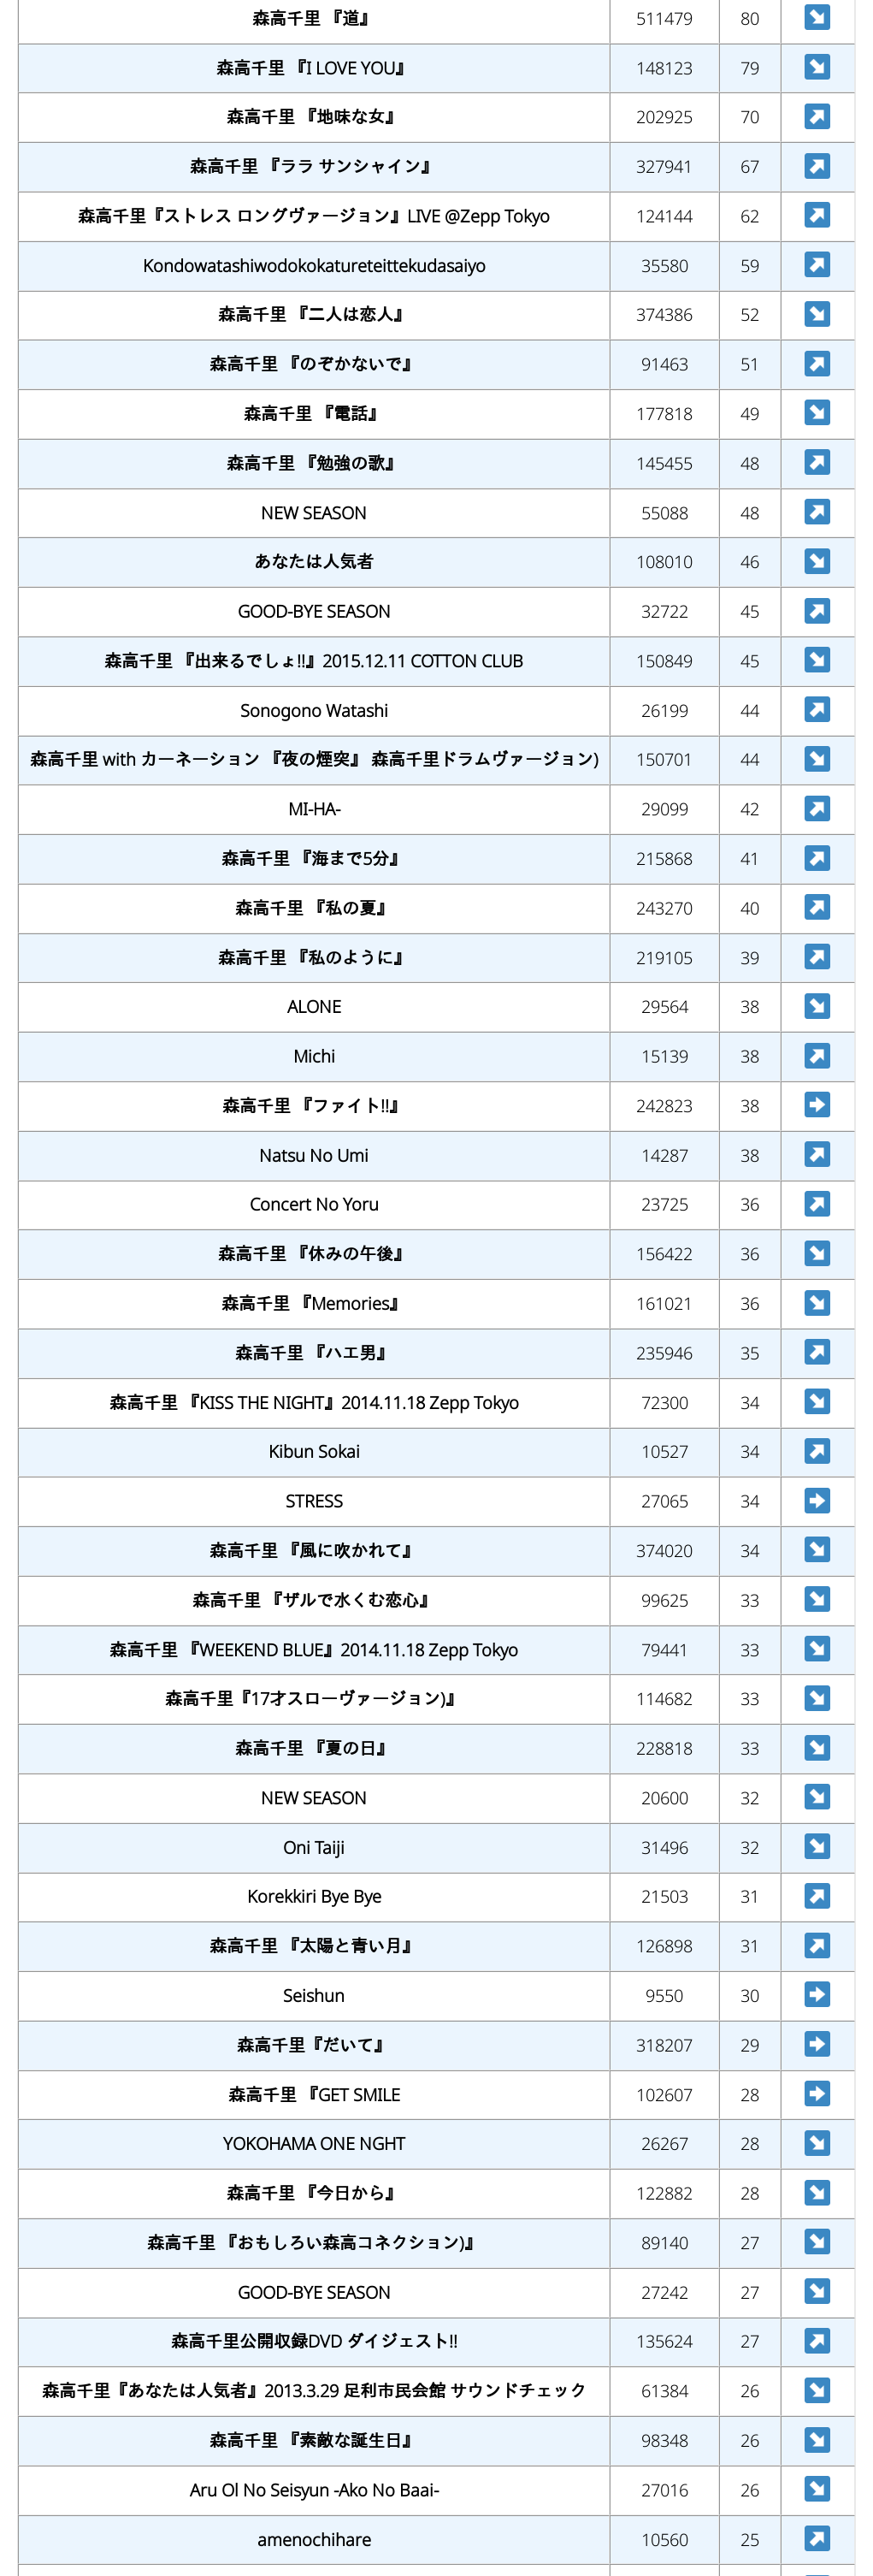 森高千里 『道』 511479 80
森高千里 『I LOVE YOU』 148123 79
森高千里 『地味な女』 202925 70
森高千里 『ララ サンシャイン』 327941 67
森高千里『ストレス ロングヴァージョン』LIVE @Zepp Tokyo 124144 62
Kondowatashiwodokokatureteittekudasaiyo 35580 59
森高千里 『二人は恋人』 374386 52
森高千里 『のぞかないで』 91463 51
森高千里 『電話』 177818 49
森高千里 『勉強の歌』 145455 48
NEW SEASON 55088 48
あなたは人気者 108010 46
GOOD-BYE SEASON 32722 45
森高千里 『出来るでしょ!!』2015.12.11 COTTON CLUB 150849 45
Sonogono Watashi 26199 44
森高千里 with カーネーション 『夜の煙突』 森高千里ドラムヴァージョン) 150701 44
MI-HA- 29099 42
森高千里 『海まで5分』 215868 41
森高千里 『私の夏』 243270 40
森高千里 『私のように』 219105 39
ALONE 29564 38
Michi 15139 38
森高千里 『ファイト!!』 242823 38
Natsu No Umi 14287 38
Concert No Yoru 23725 36
森高千里 『休みの午後』 156422 36
森高千里 『Memories』 161021 36
森高千里 『ハエ男』 235946 35
森高千里 『KISS THE NIGHT』2014.11.18 Zepp Tokyo 72300 34
Kibun Sokai 10527 34
STRESS 27065 34
森高千里 『風に吹かれて』 374020 34
森高千里 『ザルで水くむ恋心』 99625 33
森高千里 『WEEKEND BLUE』2014.11.18 Zepp Tokyo 79441 33
森高千里『17才スローヴァージョン)』 114682 33
森高千里 『夏の日』 228818 33
NEW SEASON 20600 32
Oni Taiji 31496 32
Korekkiri Bye Bye 21503 31
森高千里 『太陽と青い月』 126898 31
Seishun 9550 30
森高千里『だいて』 318207 29
森高千里 『GET SMILE 102607 28
YOKOHAMA ONE NGHT 26267 28
森高千里 『今日から』 122882 28
森高千里 『おもしろい森高コネクション)』 89140 27
GOOD-BYE SEASON 27242 27
森高千里公開収録DVD ダイジェスト!! 135624 27
森高千里『あなたは人気者』2013.3.29 足利市民会館 サウンドチェック 61384 26
森高千里 『素敵な誕生日』 98348 26
Aru Ol No Seisyun -Ako No Baai- 27016 26
amenochihare 10560 25